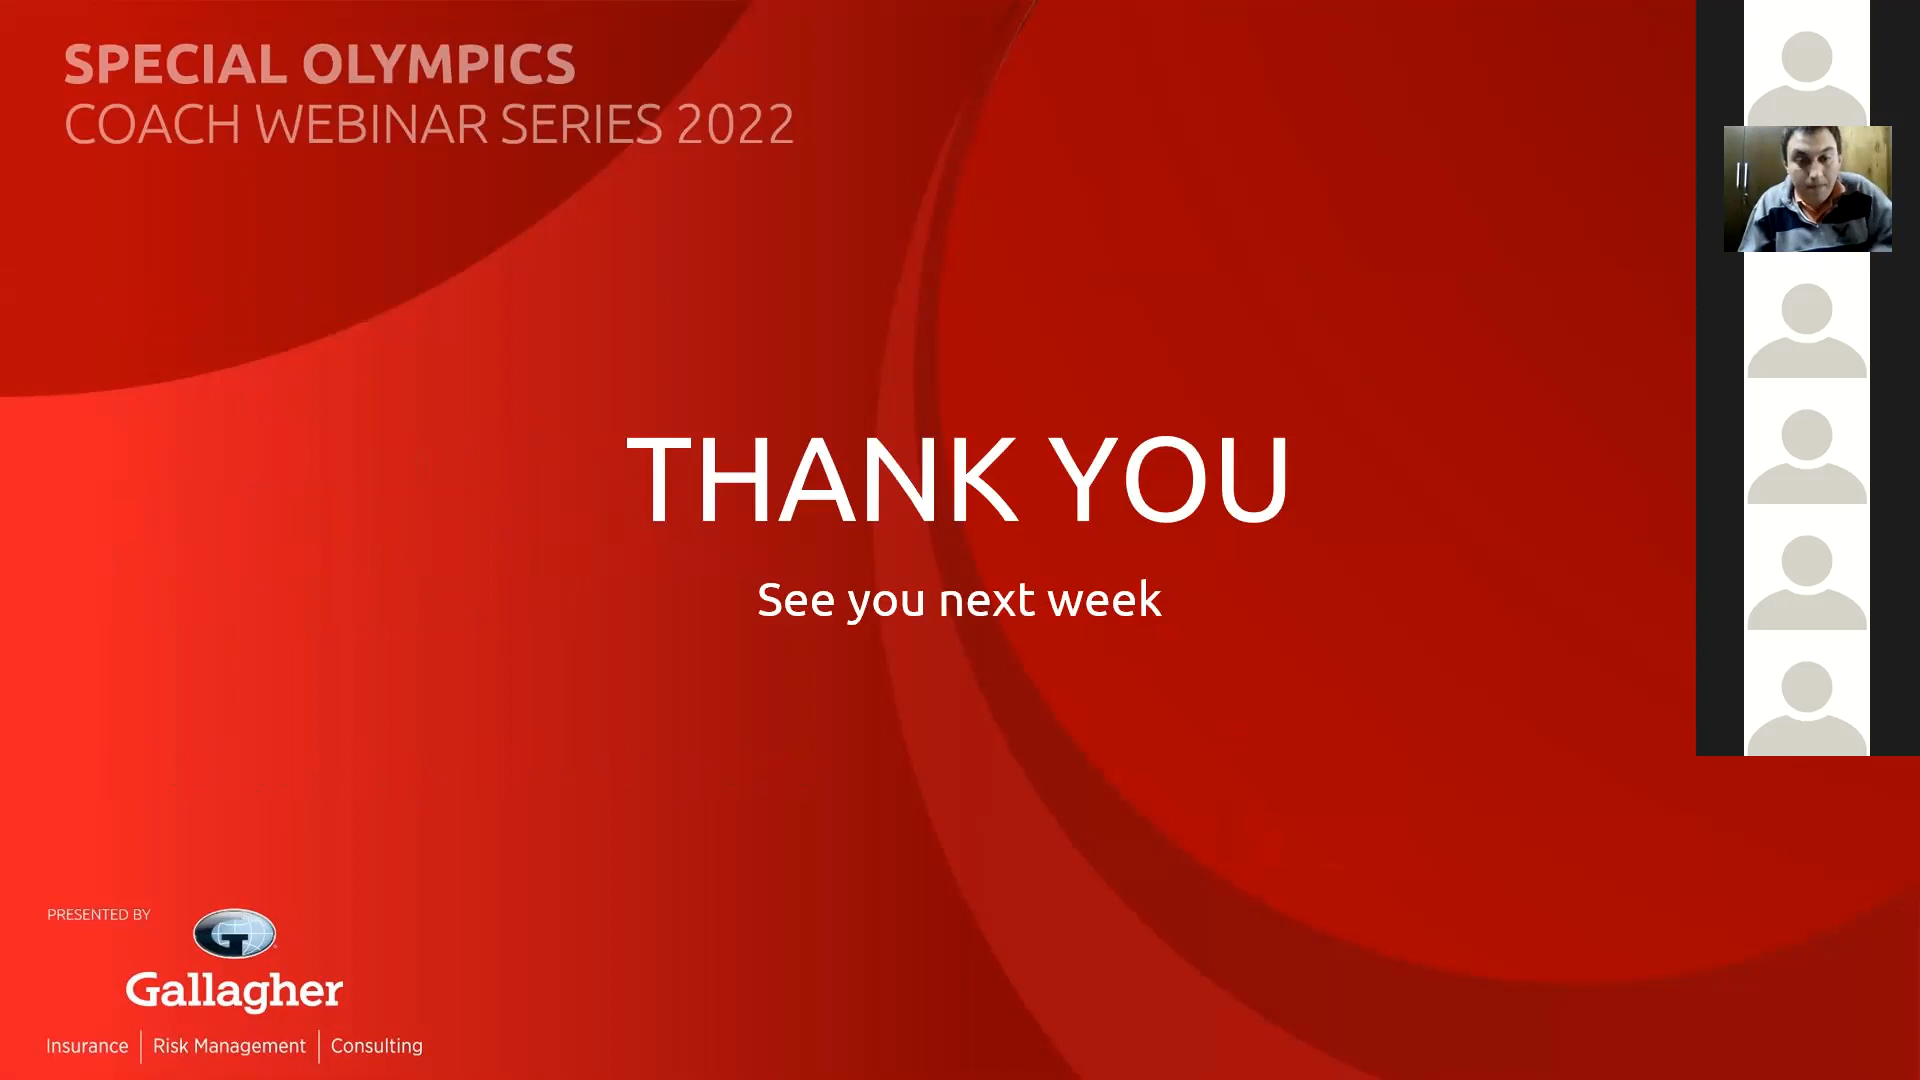 SPECIAL OLYMPICS
COACH WEBINAR SERIES 2022
THANK YOU
See you next week
PRESENTED BY
G
Gallagher
Insurance | Risk Management | Consulting